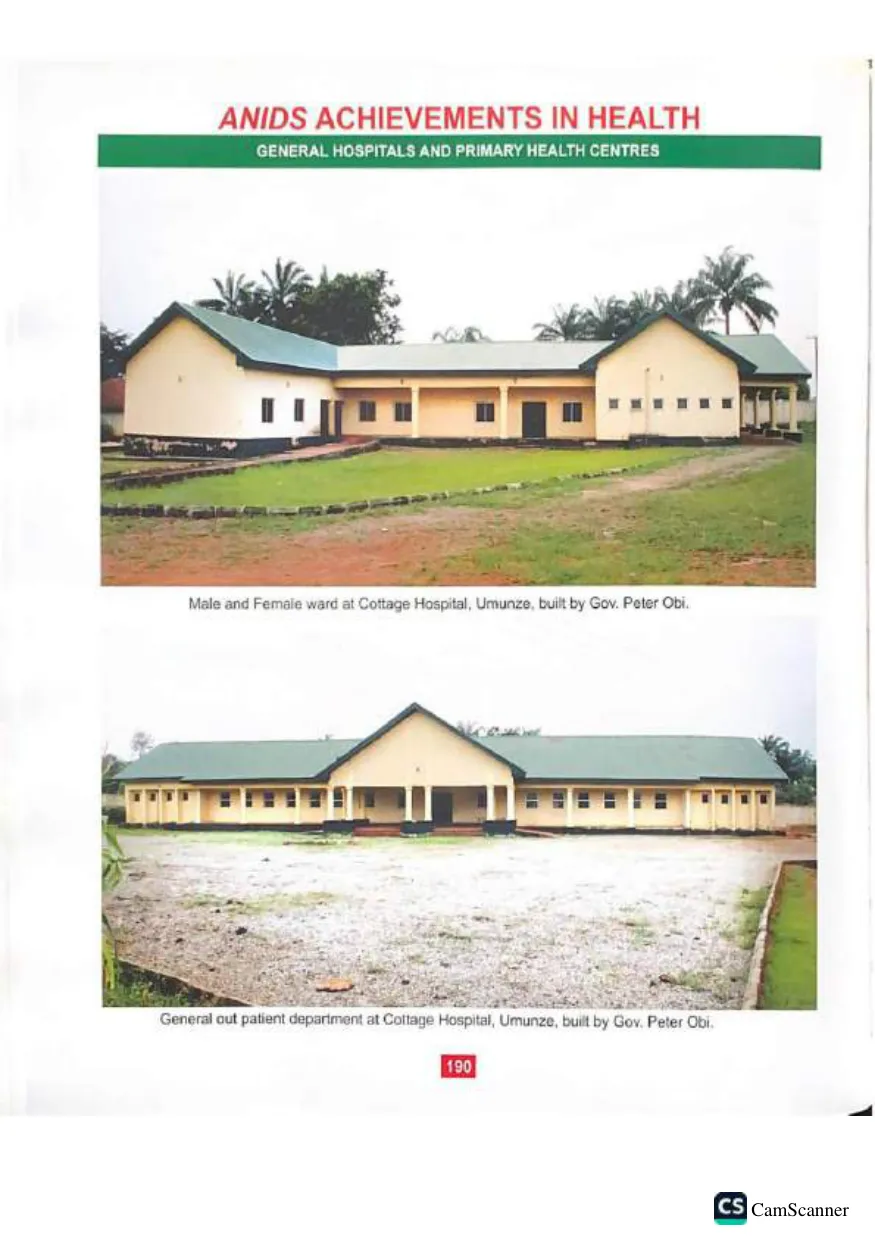 ANIDS ACHIEVEMENTS IN HEALTH
GENERAL HOSPITALS AND PRIMARY HEALTH CENTRES
Male and Female ward at Cottage Hospital, Umunze, built by Gov. Peter Obi.
General out patient department at Cottage Hospital, Umunze, built by Gov. Peter Obi.
190
CS CamScanner